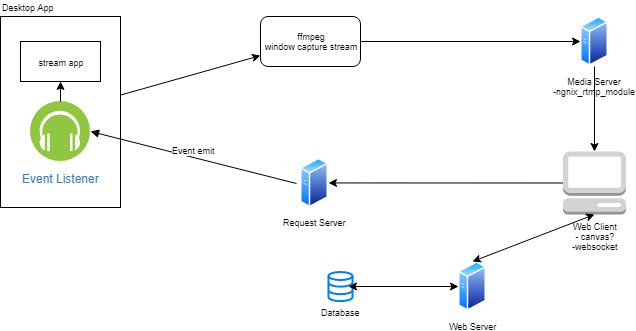 Desktop App
stream app
Event Listener
ffmpeg
window capture stream
Media Server
-ngnix_rtmp_module
Event emit
Request Server
Web Client
- canvas?
-websocket
Database
Web Server